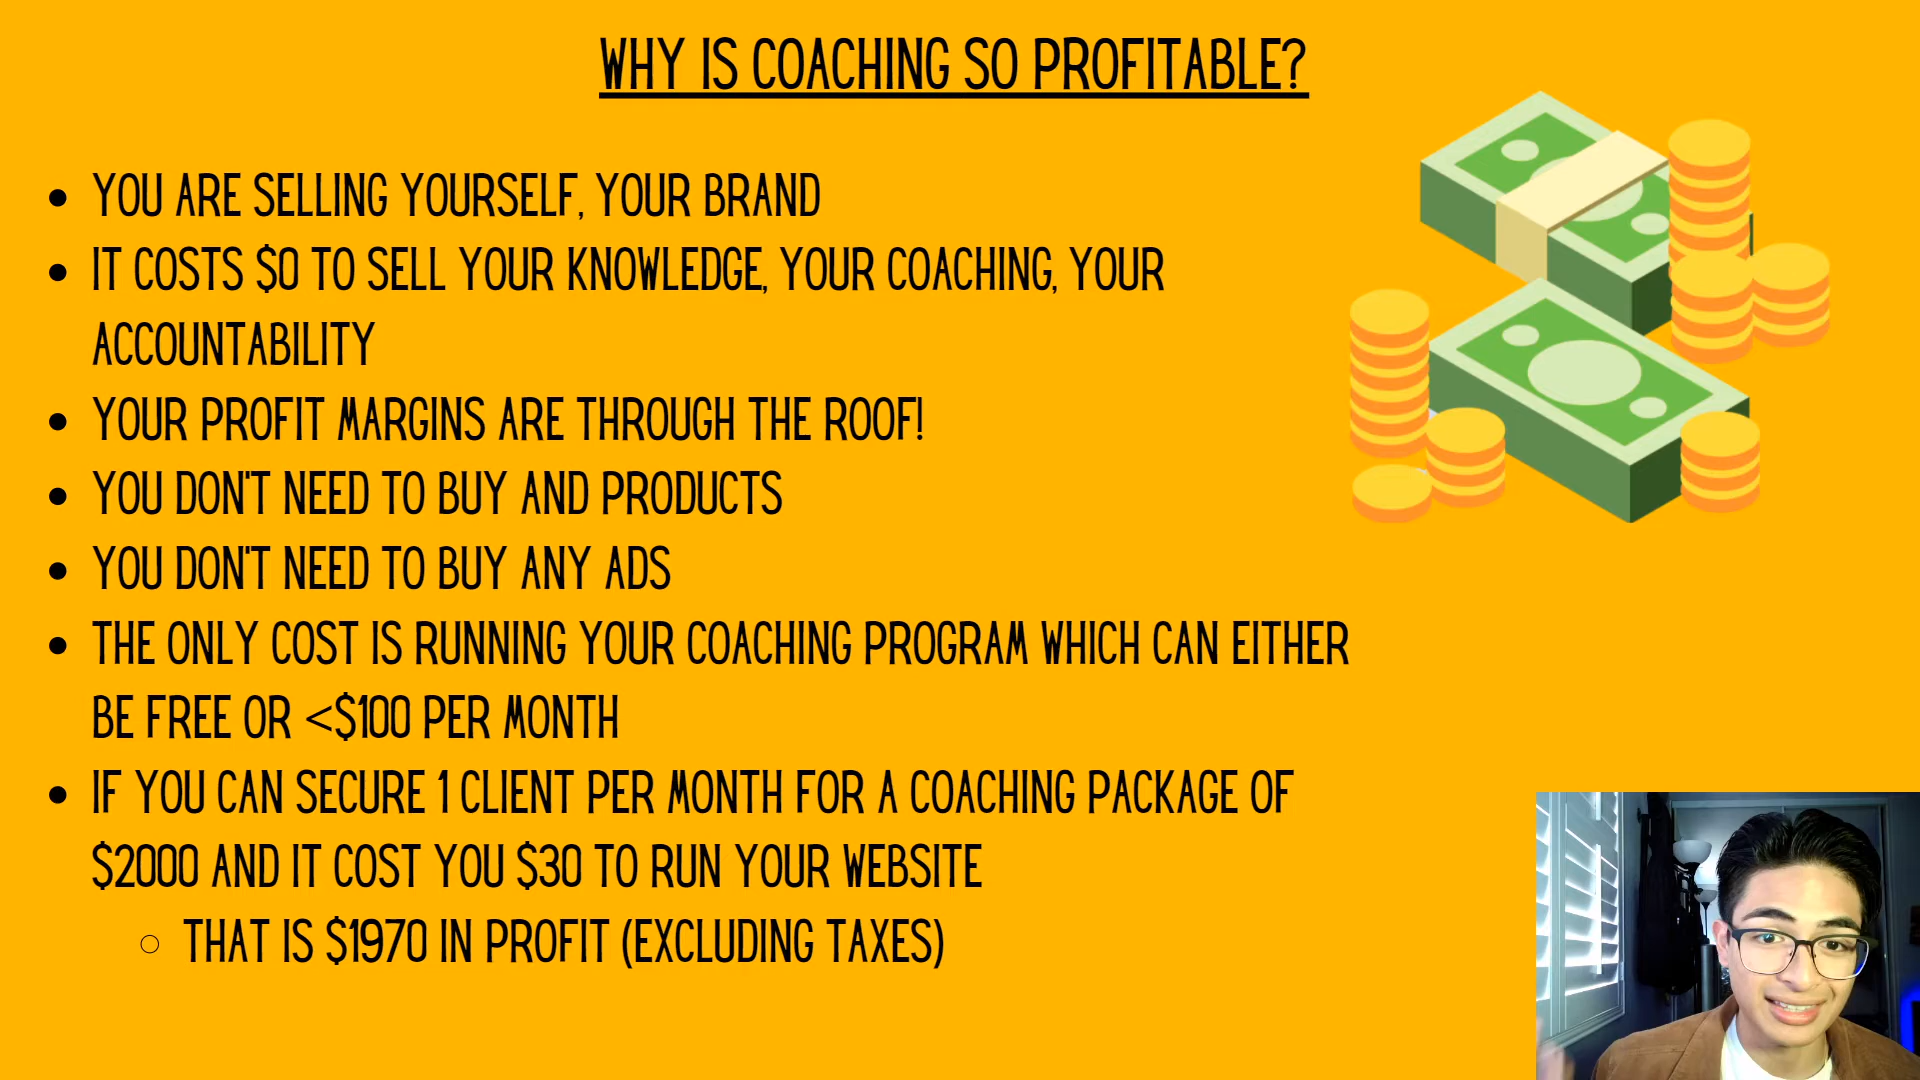 WHY IS COACHING SO PROFITABLE?
YOU ARE SELLING YOURSELF, YOUR BRAND
IT COSTS $0 TO SELL YOUR KNOWLEDGE, YOUR COACHING, YOUR
ACCOUNTABILITY
YOUR PROFIT MARGINS ARE THROUGH THE ROOF!
YOU DON'T NEED TO BUY AND PRODUCTS
YOU DON'T NEED TO BUY ANY ADS
THE ONLY COST IS RUNNING YOUR COACHING PROGRAM WHICH CAN EITHER
BE FREE OR <$100 PER MONTH
IF YOU CAN SECURE 1 CLIENT PER MONTH FOR A COACHING PACKAGE OF
$2000 AND IT COST YOU $30 TO RUN YOUR WEBSITE
THAT IS $1970 IN PROFIT (EXCLUDING TAXES)